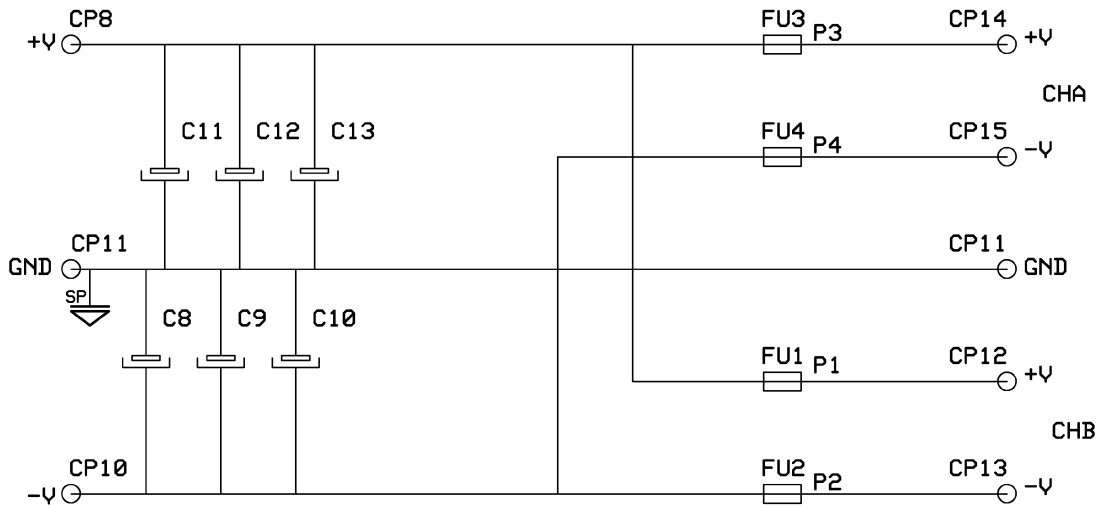 CP8 FU3 CP14
+V P3 +V
CHA
C11 C12 C13 FU4 CP15
P4 -V
CP11 CP11
GND GND
SP
C8 C9 C10
FU1 CP12
P1 +V
CHB
CP10 FU2 CP13
-V P2 -V